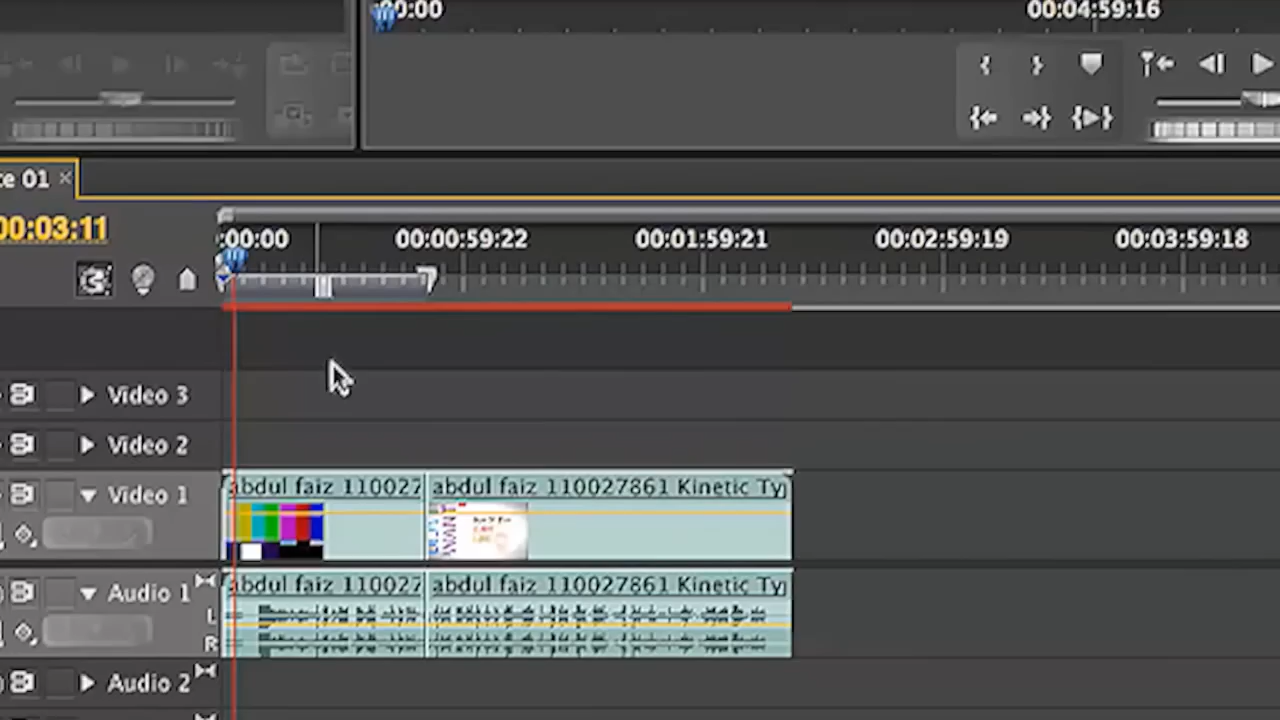 00:00
00:04:59:16
ce 01
00:03:11
:00:00
00:00:59:22
00:01:59:21
00:02:59:19
00:03:59:18
Video 3
Video 2
Video 1
abdul faiz 110027
abdul faiz 110027861 Kinetic Ty
Audio 1
abdul faiz 110027
abdul faiz 110027861 Kinetic Ty
L
R
Audio 2